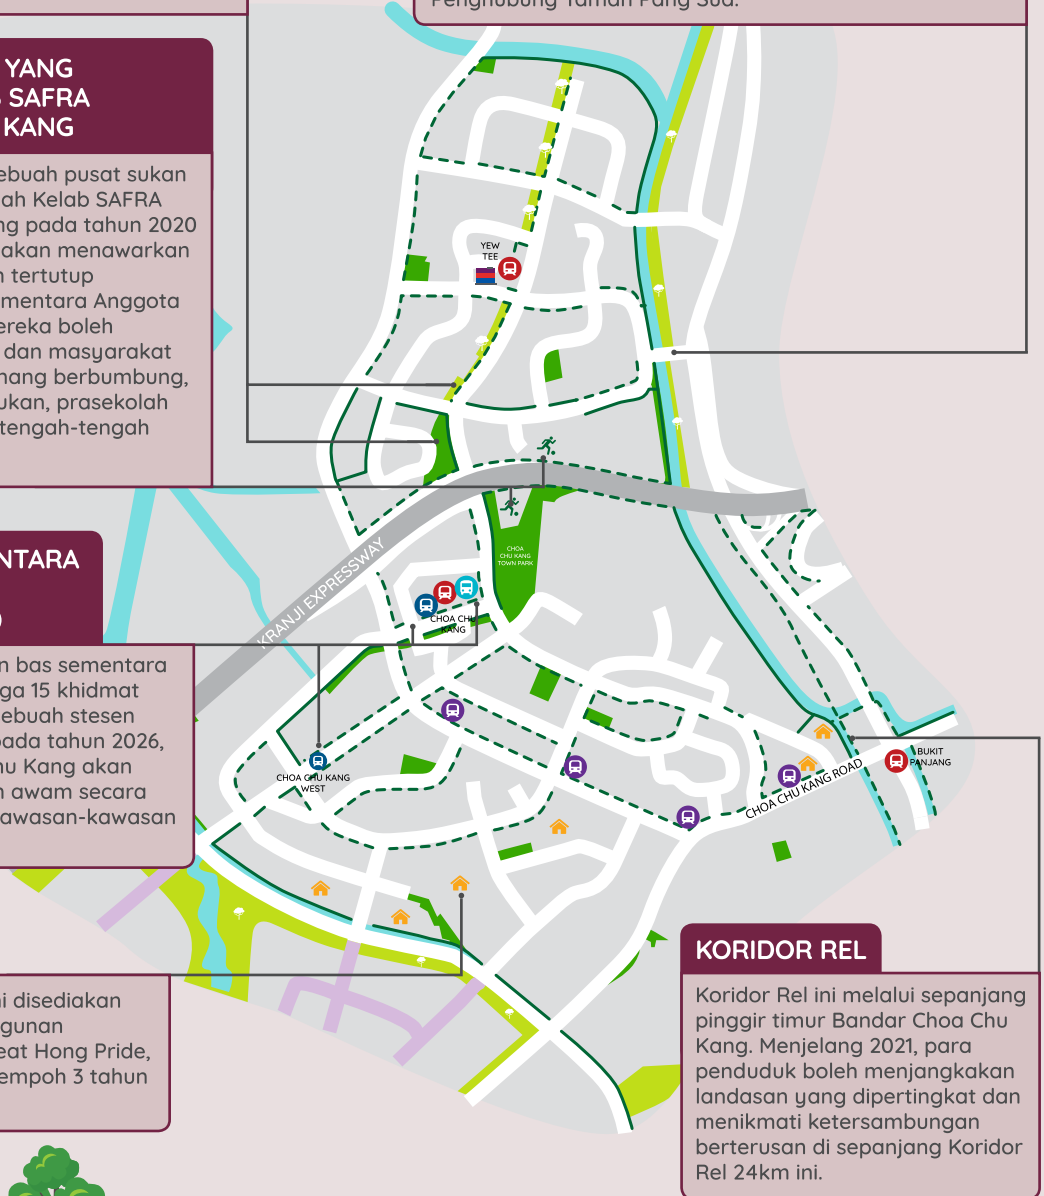 Penghubung Taman Pang Sua.
YANG
SAFRA
KANG
ebuah pusat sukan
ah Kelab SAFRA
ng pada tahun 2020
akan menawarkan
n tertutup
mentara Anggota
ereka boleh
dan masyarakat
nang berbumbung,
ukan, prasekolah
tengah-tengah
YEW
TEE
CHOA
CHU KANG
TOWN PARK
KRANJI EXPRESSWAY
NTARA
)
n bas sementara
ga 15 khidmat
sebuah stesen
pada tahun 2026,
hu Kang akan
n awam secara
kawasan-kawasan
CHOA CHU
KANG
CHOA CHU KANG
WEST
BUKIT
PANJANG
CHOA CHU KANG ROAD
ni disediakan
gunan
eat Hong Pride,
empoh 3 tahun
KORIDOR REL
Koridor Rel ini melalui sepanjang
pinggir timur Bandar Choa Chu
Kang. Menjelang 2021, para
penduduk boleh menjangkakan
landasan yang dipertingkat dan
menikmati ketersambungan
berterusan di sepanjang Koridor
Rel 24km ini.